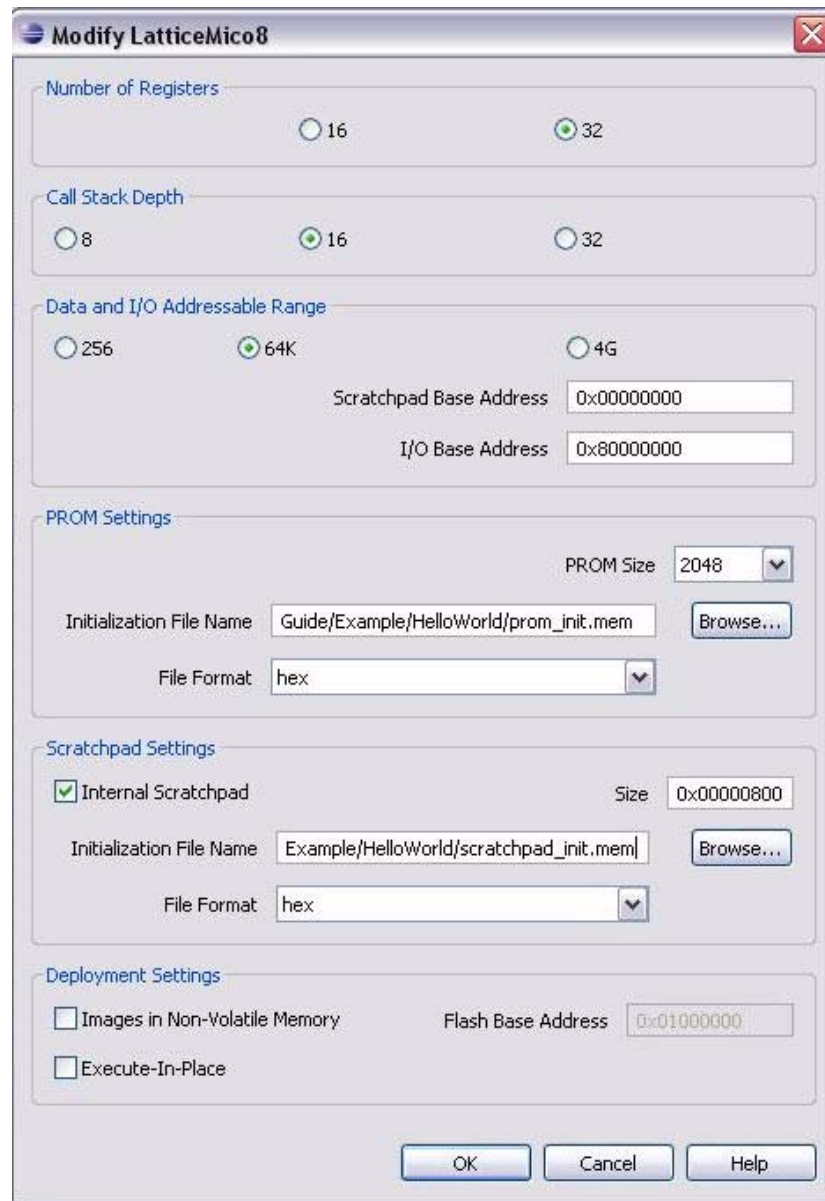 Modify LatticeMico8
Number of Registers
16 32
Call Stack Depth
8 16 32
Data and I/O Addressable Range
256 64K 4G
Scratchpad Base Address 0x00000000
I/O Base Address 0x80000000
PROM Settings
PROM Size 2048
Initialization File Name Guide/Example/HelloWorld/prom_init.mem Browse...
File Format hex
Scratchpad Settings
Internal Scratchpad Size 0x00000800
Initialization File Name Example/HelloWorld/scratchpad_init.mem Browse...
File Format hex
Deployment Settings
Images in Non-Volatile Memory Flash Base Address 0x01000000
Execute-In-Place
OK Cancel Help